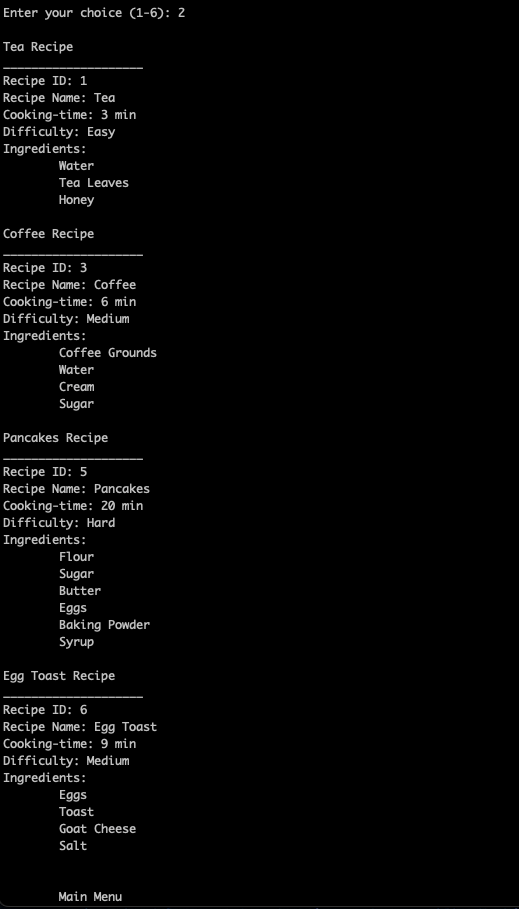 Enter your choice (1-6): 2
Tea Recipe
____________________
Recipe ID: 1
Recipe Name: Tea
Cooking-time: 3 min
Difficulty: Easy
Ingredients:
Water
Tea Leaves
Honey
Coffee Recipe
____________________
Recipe ID: 3
Recipe Name: Coffee
Cooking-time: 6 min
Difficulty: Medium
Ingredients:
Coffee Grounds
Water
Cream
Sugar
Pancakes Recipe
____________________
Recipe ID: 5
Recipe Name: Pancakes
Cooking-time: 20 min
Difficulty: Hard
Ingredients:
Flour
Sugar
Butter
Eggs
Baking Powder
Syrup
Egg Toast Recipe
____________________
Recipe ID: 6
Recipe Name: Egg Toast
Cooking-time: 9 min
Difficulty: Medium
Ingredients:
Eggs
Toast
Goat Cheese
Salt
Main Menu